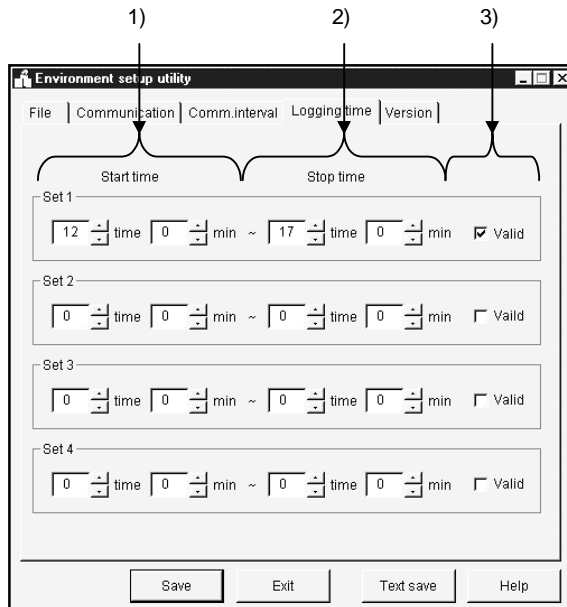 1) 2) 3)
Environment setup utility
File Communication Comm.interval Logging time Version
Start time Stop time
Set 1
12 time 0 min ~ 17 time 0 min Valid
Set 2
0 time 0 min ~ 0 time 0 min Vaild
Set 3
0 time 0 min ~ 0 time 0 min Valid
Set 4
0 time 0 min ~ 0 time 0 min Valid
Save Exit Text save Help